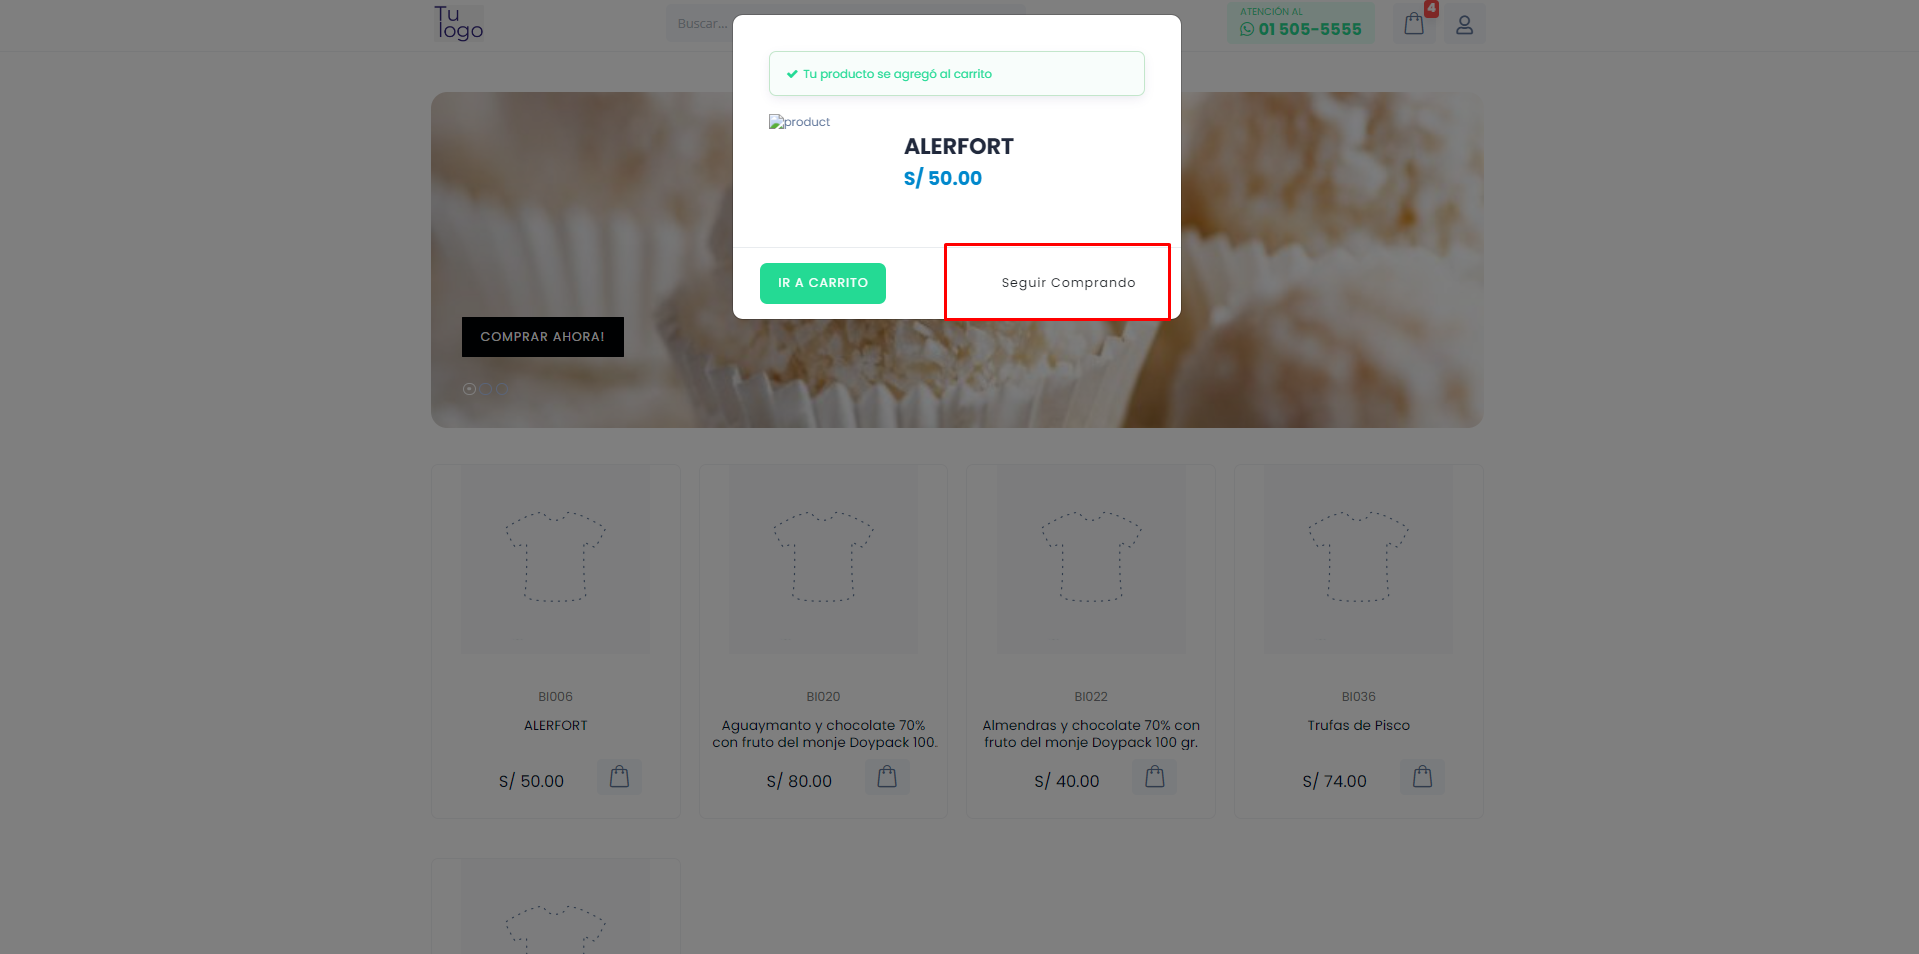 Tu
logo
Buscar...
ATENCIÓN AL
01 505-5555
4
Tu producto se agregó al carrito
product
ALERFORT
S/ 50.00
IR A CARRITO
Seguir Comprando
COMPRAR AHORA!
BI006
ALERFORT
S/ 50.00
BI020
Aguaymanto y chocolate 70%
con fruto del monje Doypack 100.
S/ 80.00
BI022
Almendras y chocolate 70% con
fruto del monje Doypack 100 gr.
S/ 40.00
BI036
Trufas de Pisco
S/ 74.00